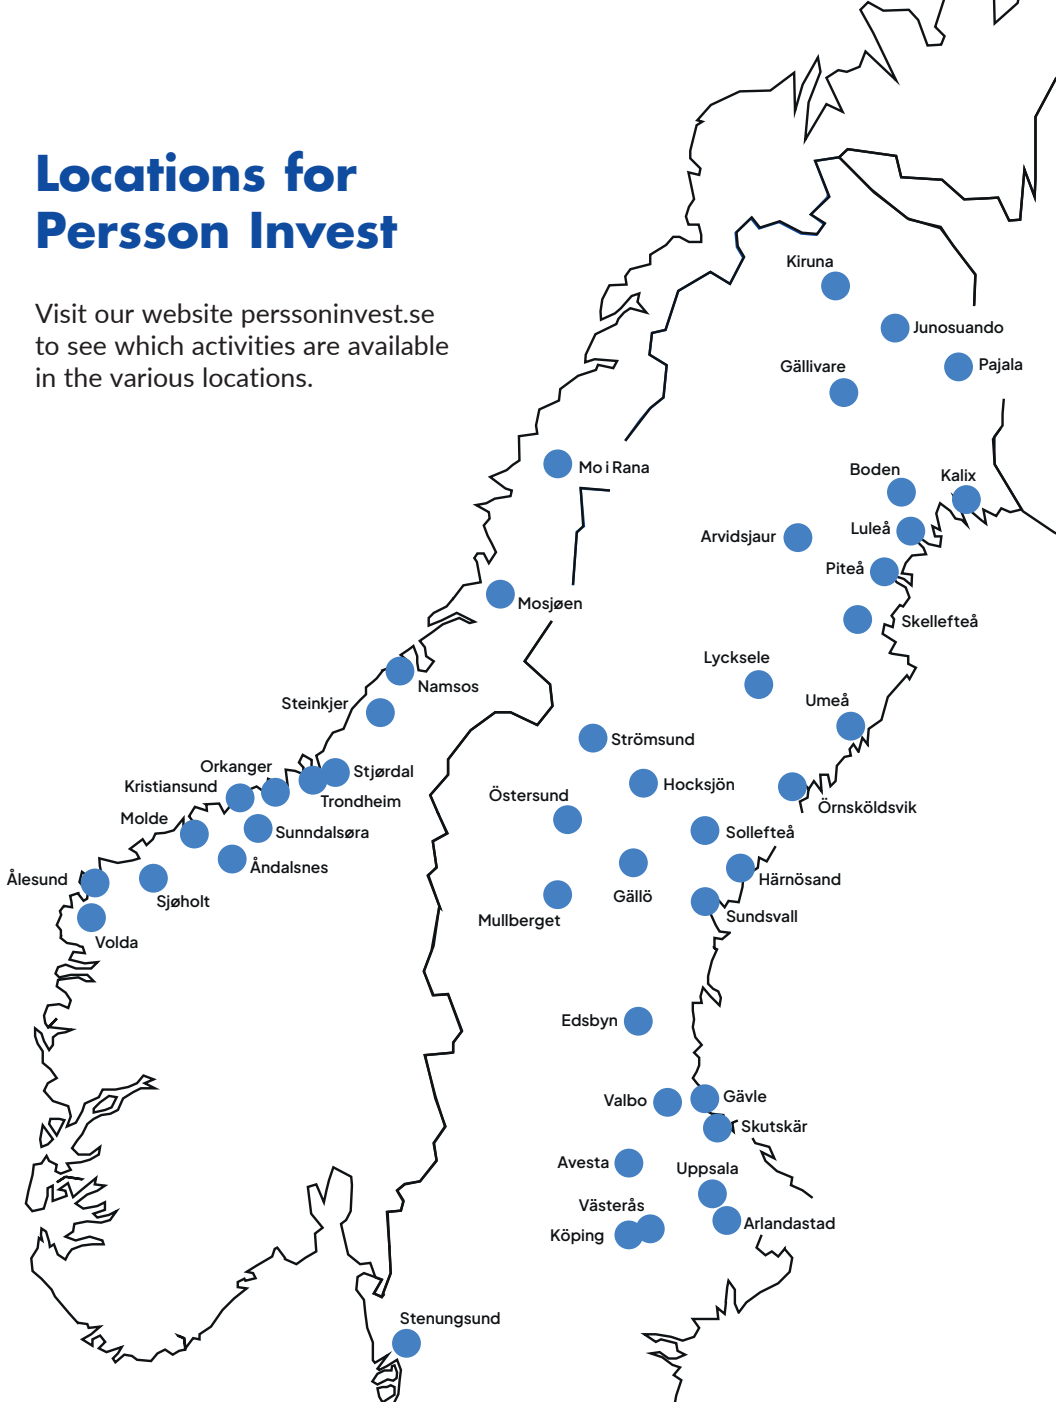 Locations for
Persson Invest
Visit our website perssoninvest.se
to see which activities are available
in the various locations.
Kiruna
Junosuando
Gällivare
Pajala
Mo i Rana
Boden
Kalix
Luleå
Arvidsjaur
Piteå
Mosjøen
Skellefteå
Lycksele
Namsos
Steinkjer
Umeå
Strömsund
Orkanger
Stjørdal
Kristiansund
Hocksjön
Östersund
Trondheim
Örnsköldsvik
Molde
Sunndalsøra
Sollefteå
Åndalsnes
Ålesund
Härnösand
Sjøholt
Gällö
Mullberget
Sundsvall
Volda
Edsbyn
Valbo
Gävle
Skutskär
Avesta
Uppsala
Västerås
Arlandastad
Köping
Stenungsund